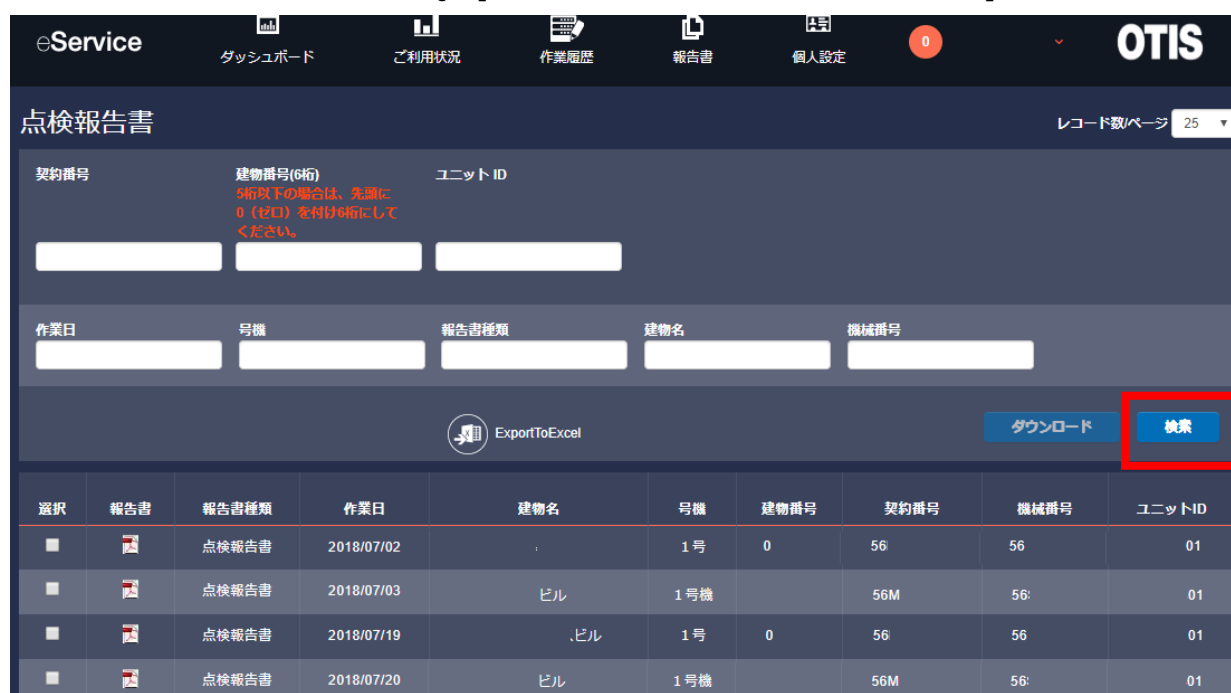 eService ダッシュボード ご利用状況 作業履歴 報告書 個人設定 0 OTIS
点検報告書 レコード数/ページ 25
契約番号 建物番号(6桁) ユニット ID
5桁以下の場合は、先頭に
0（ゼロ）を付け6桁にして
ください。
作業日 号機 報告書種類 建物名 機械番号
ExportToExcel ダウンロード 検索
選択 報告書 報告書種類 作業日 建物名 号機 建物番号 契約番号 機械番号 ユニットID
点検報告書 2018/07/02 1号 0 56 56 01
点検報告書 2018/07/03 ビル 1号機 56M 56 01
点検報告書 2018/07/19 ビル 1号 0 56 56 01
点検報告書 2018/07/20 ビル 1号機 56M 56 01